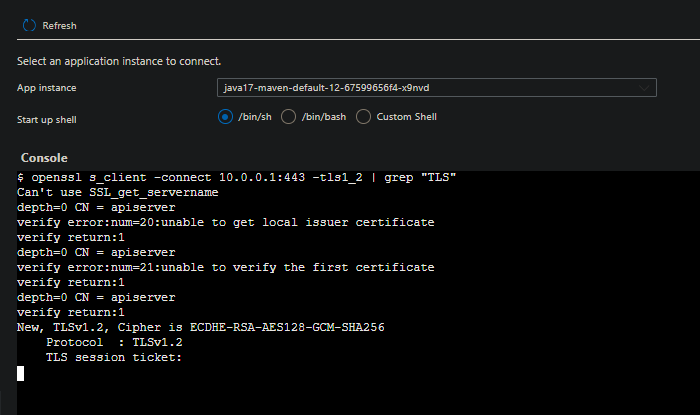 Refresh
Select an application instance to connect.
App instance
java17-maven-default-12-67599656f4-x9nvd
Start up shell
/bin/sh
/bin/bash
Custom Shell
Console
$ openssl s_client -connect 10.0.0.1:443 -tls1_2 | grep "TLS"
Can't use SSL_get_servername
depth=0 CN = apiserver
verify error:num=20:unable to get local issuer certificate
verify return:1
depth=0 CN = apiserver
verify error:num=21:unable to verify the first certificate
verify return:1
depth=0 CN = apiserver
verify return:1
New, TLSv1.2, Cipher is ECDHE-RSA-AES128-GCM-SHA256
    Protocol  : TLSv1.2
    TLS session ticket: